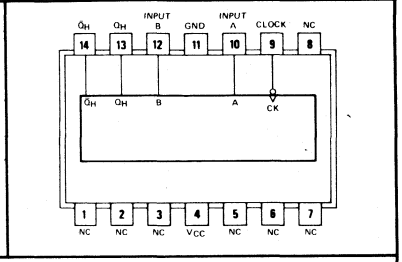 Q̄H QH INPUT B GND INPUT A CLOCK NC
14 13 12 11 10 9 8
Q̄H QH B A CK
1 2 3 4 5 6 7
NC NC NC VCC NC NC NC